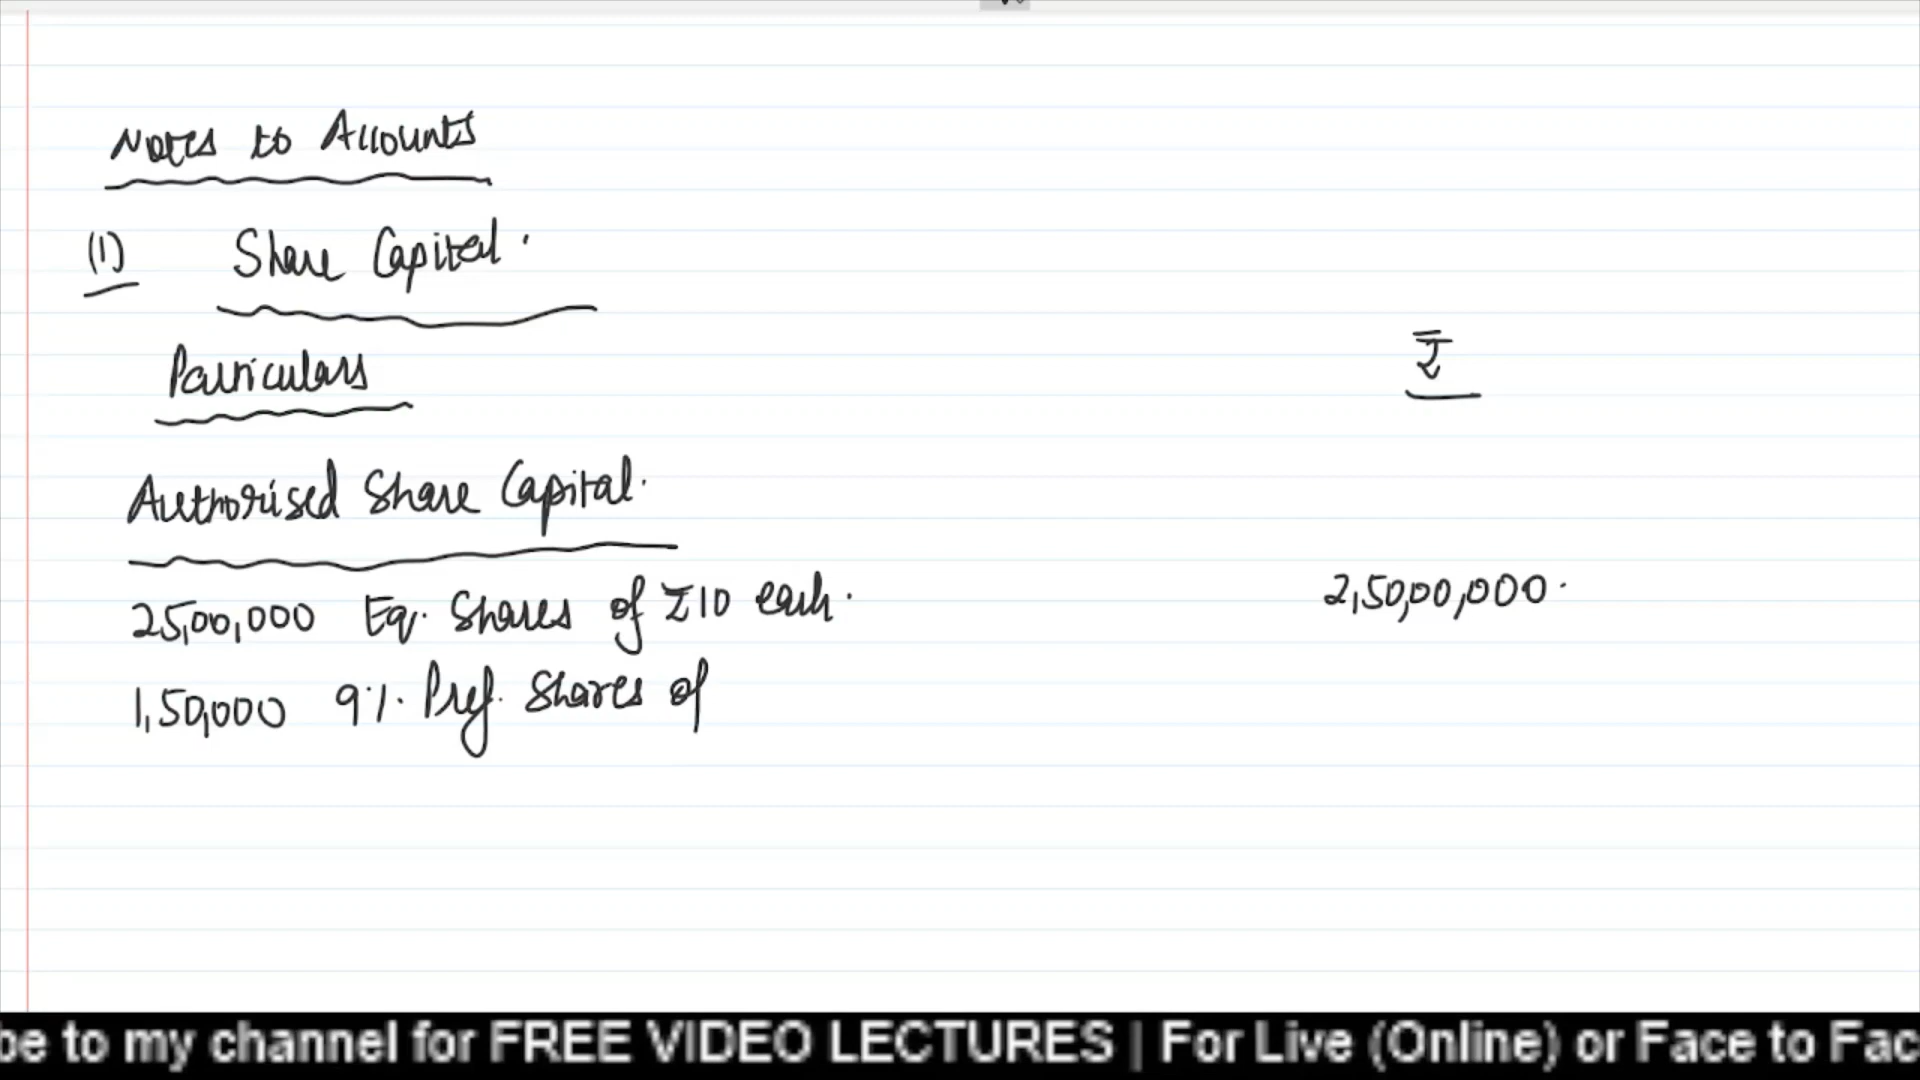 Notes to Accounts
(1) Share Capital.
Particulars
₹
Authorised Share Capital.
25,00,000 Eq. Shares of ₹10 each. 2,50,00,000.
1,50,000 9%. Pref. Shares of
be to my channel for FREE VIDEO LECTURES | For Live (Online) or Face to Fac